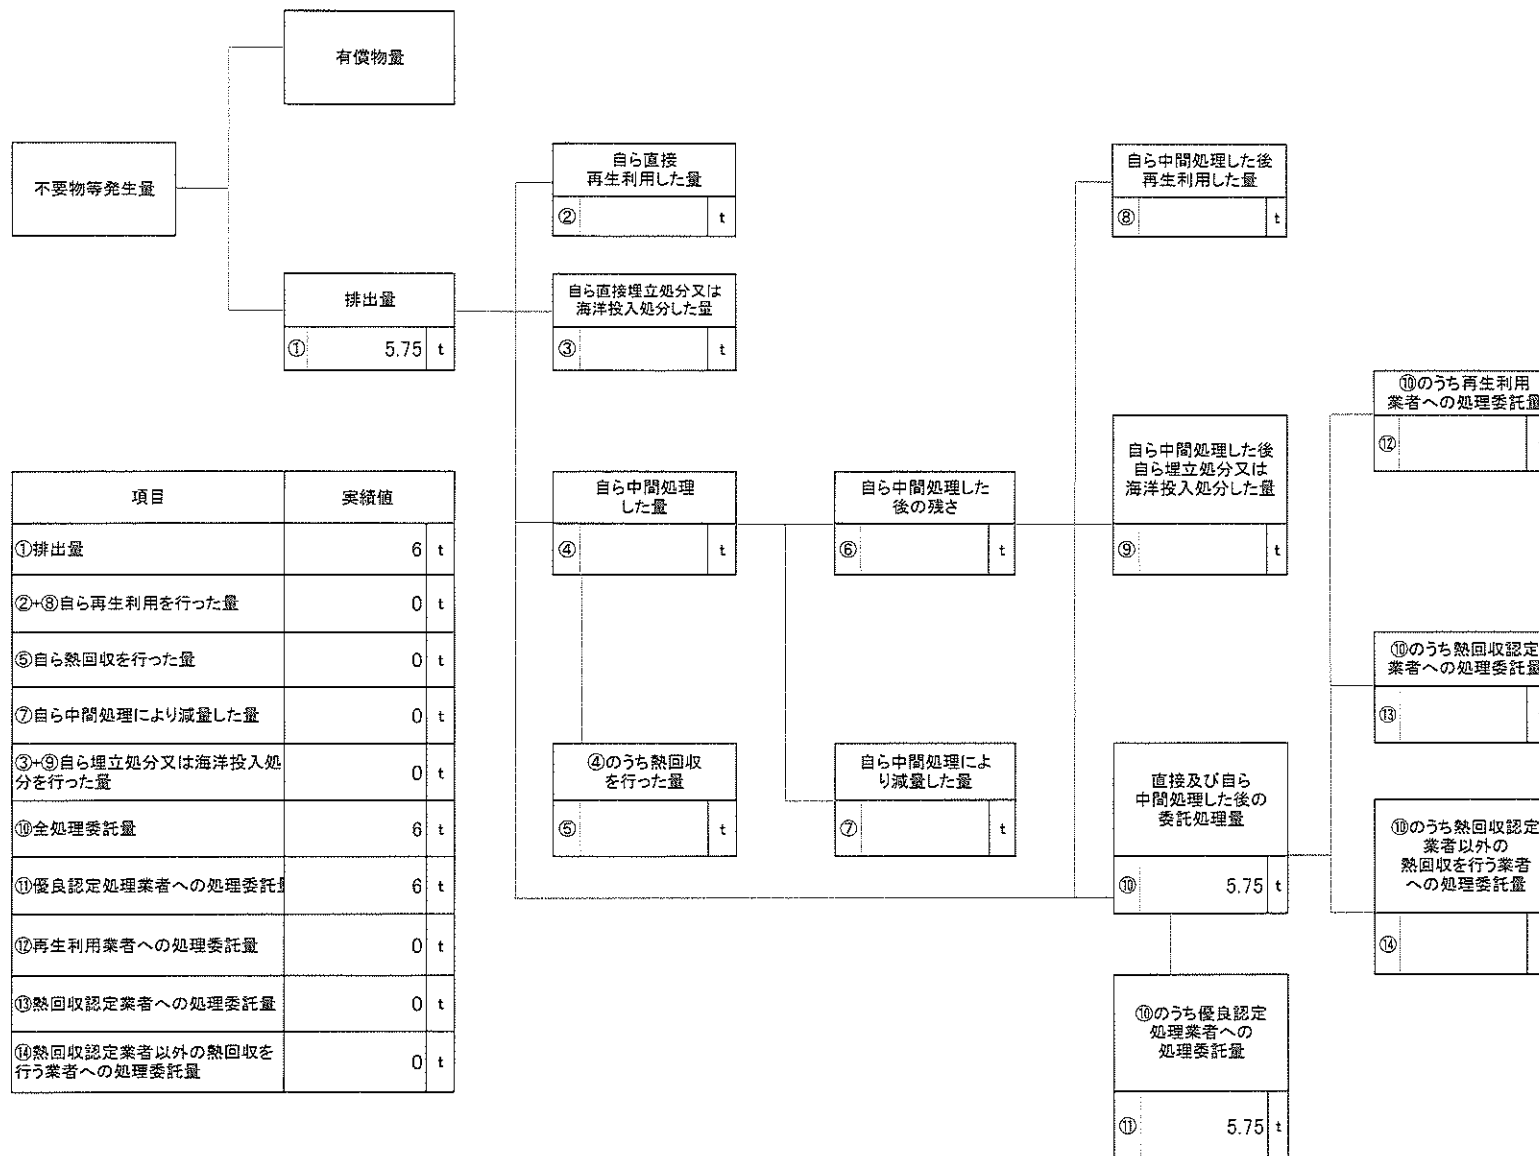 有償物量
不要物等発生量
排出量
① 5.75 t
自ら直接
再生利用した量
② t
自ら直接埋立処分又は
海洋投入処分した量
③ t
自ら中間処理
した量
④ t
④のうち熱回収
を行った量
⑤ t
自ら中間処理した
後の残さ
⑥ t
自ら中間処理によ
り減量した量
⑦ t
自ら中間処理した後
再生利用した量
⑧ t
自ら中間処理した後
自ら埋立処分又は
海洋投入処分した量
⑨ t
直接及び自ら
中間処理した後の
委託処理量
⑩ 5.75 t
⑩のうち優良認定
処理業者への
処理委託量
⑪ 5.75 t
⑩のうち再生利用
業者への処理委託量
⑫
⑩のうち熱回収認定
業者への処理委託量
⑬
⑩のうち熱回収認定
業者以外の
熱回収を行う業者
への処理委託量
⑭
項目 実績値
①排出量 6 t
②+⑧自ら再生利用を行った量 0 t
⑤自ら熱回収を行った量 0 t
⑦自ら中間処理により減量した量 0 t
③+⑨自ら埋立処分又は海洋投入処
分を行った量 0 t
⑩全処理委託量 6 t
⑪優良認定処理業者への処理委託量 6 t
⑫再生利用業者への処理委託量 0 t
⑬熱回収認定業者への処理委託量 0 t
⑭熱回収認定業者以外の熱回収を
行う業者への処理委託量 0 t